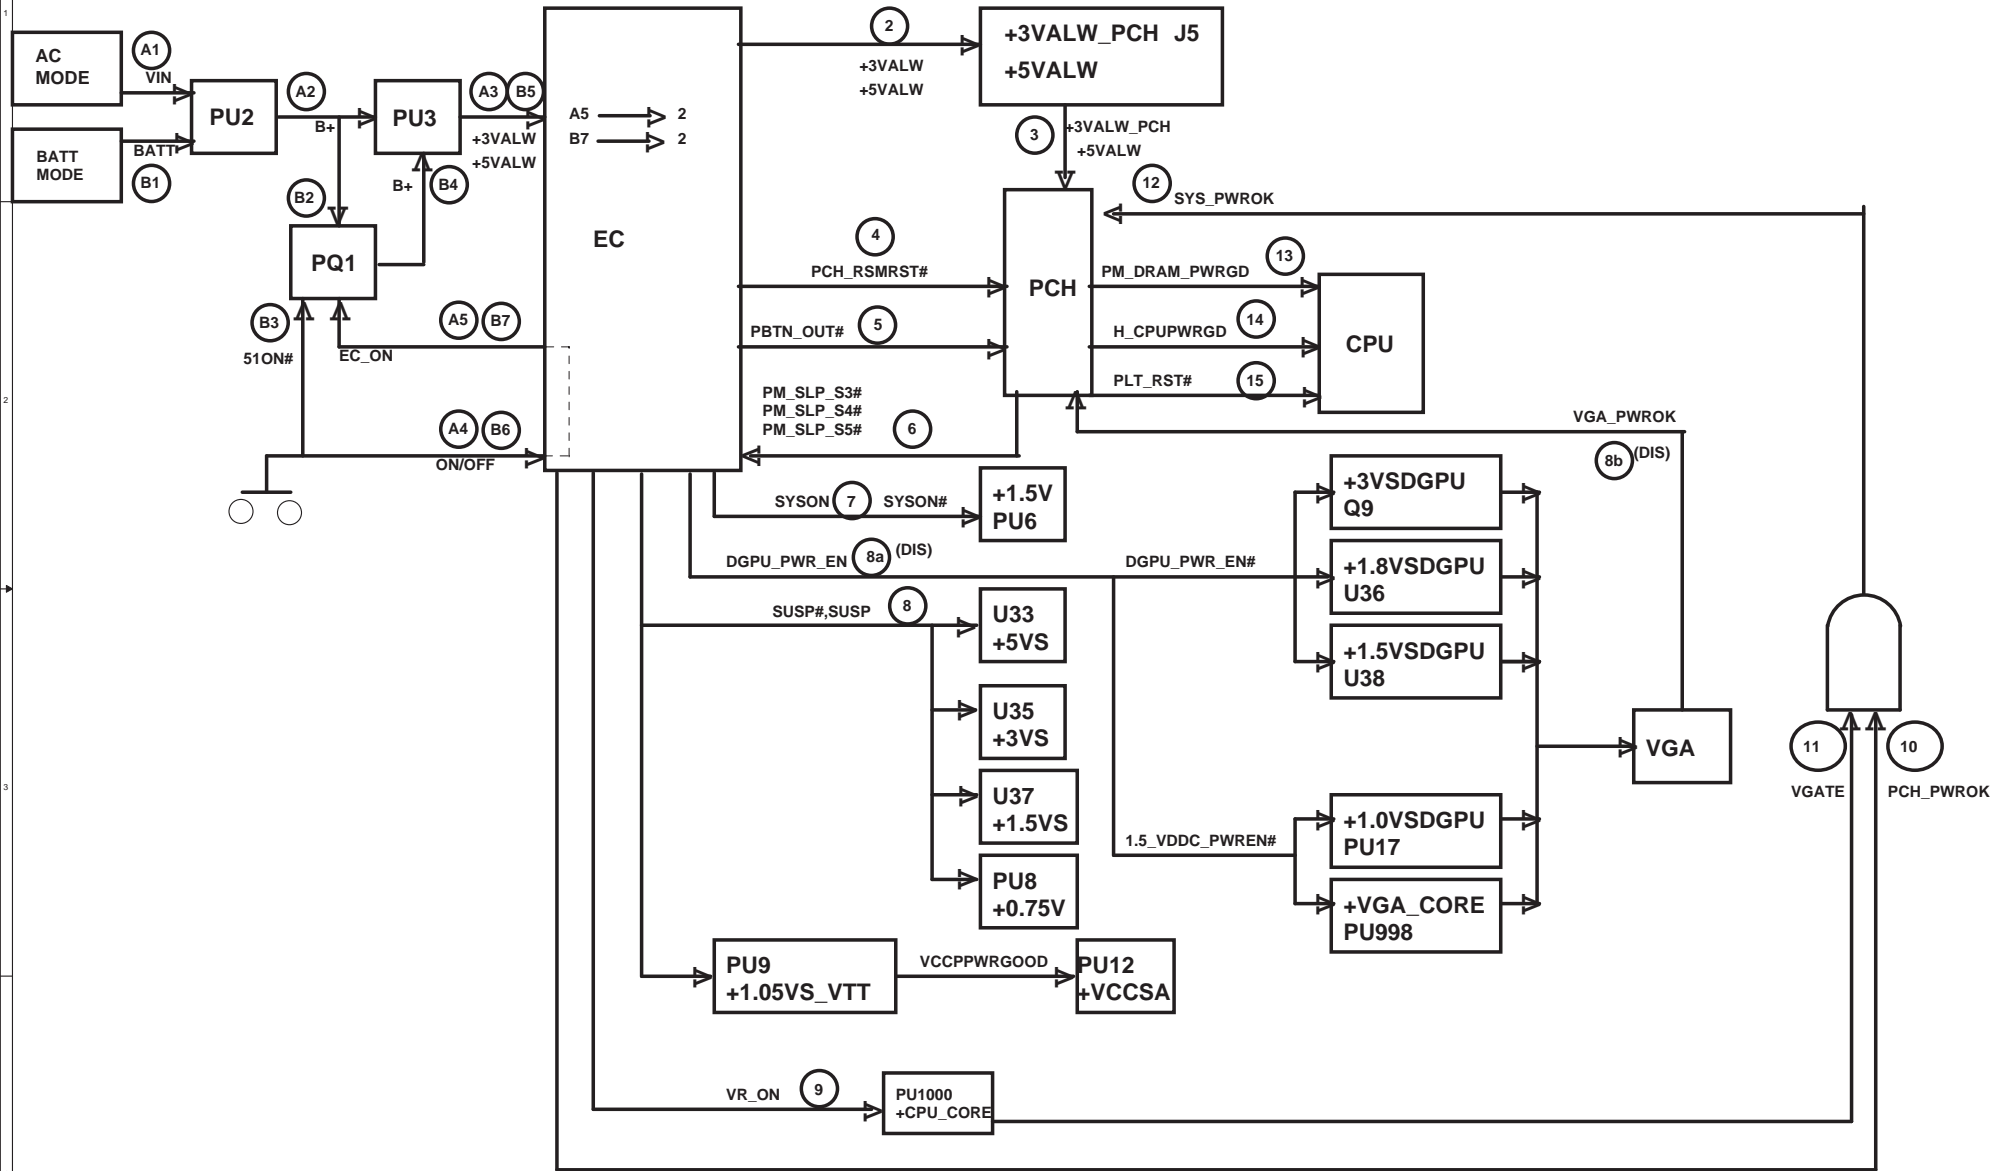 1
2
3
AC
MODE
A1
VIN
BATT
MODE
BATT
B1
PU2
A2
B+
PU3
A3
B5
+3VALW
+5VALW
B2
B+
B4
PQ1
B3
51ON#
EC_ON
A5
B7
A4
B6
ON/OFF
A5
2
B7
2
EC
2
+3VALW
+5VALW
+3VALW_PCH J5
+5VALW
3
+3VALW_PCH
+5VALW
12
SYS_PWROK
4
PCH_RSMRST#
PCH
PBTN_OUT#
5
PM_SLP_S3#
PM_SLP_S4#
PM_SLP_S5#
6
PM_DRAM_PWRGD
13
H_CPUPWRGD
14
PLT_RST#
15
CPU
VGA_PWROK
8b
(DIS)
SYSON
7
SYSON#
+1.5V
PU6
DGPU_PWR_EN
8a
(DIS)
DGPU_PWR_EN#
+3VSDGPU
Q9
+1.8VSDGPU
U36
+1.5VSDGPU
U38
SUSP#,SUSP
8
U33
+5VS
U35
+3VS
U37
+1.5VS
PU8
+0.75V
1.5_VDDC_PWREN#
+1.0VSDGPU
PU17
+VGA_CORE
PU998
VGA
11
VGATE
10
PCH_PWROK
PU9
+1.05VS_VTT
VCCPPWRGOOD
PU12
+VCCSA
VR_ON
9
PU1000
+CPU_CORE